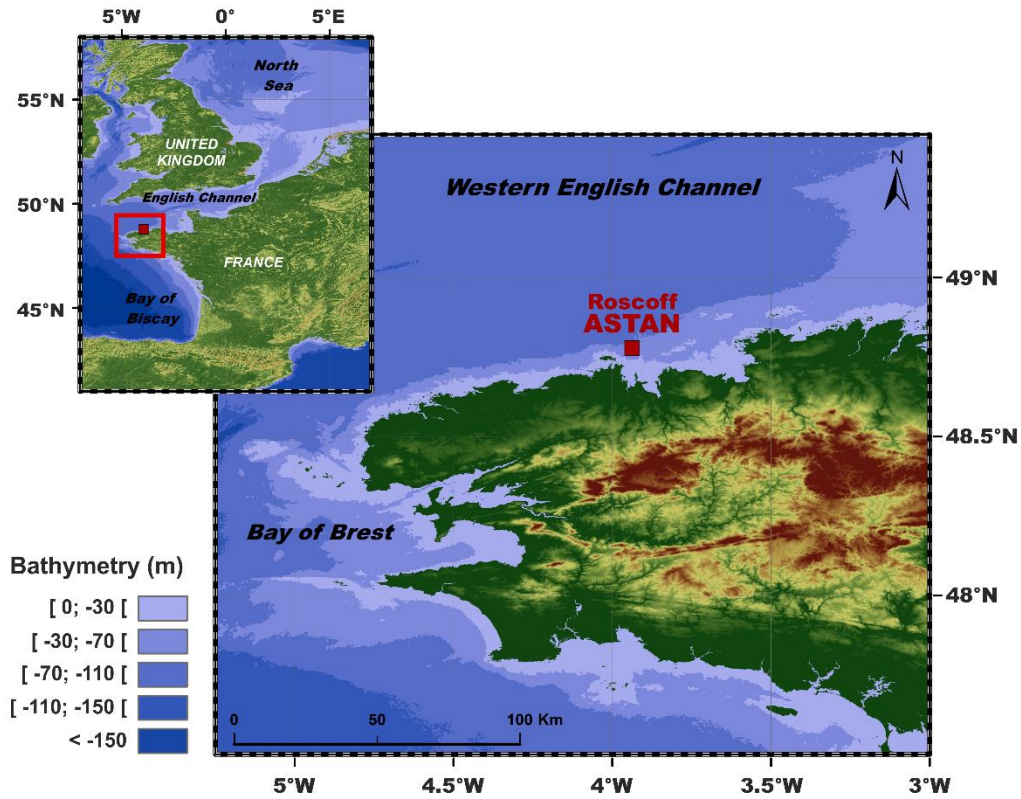 5°W 0° 5°E
55°N
50°N
45°N
North
Sea
UNITED
KINGDOM
English Channel
FRANCE
Bay of
Biscay
Western English Channel
N
Roscoff
ASTAN
Bay of Brest
49°N
48.5°N
48°N
Bathymetry (m)
[ 0; -30 [
[ -30; -70 [
[ -70; -110 [
[ -110; -150 [
< -150
0 50 100 Km
5°W 4.5°W 4°W 3.5°W 3°W